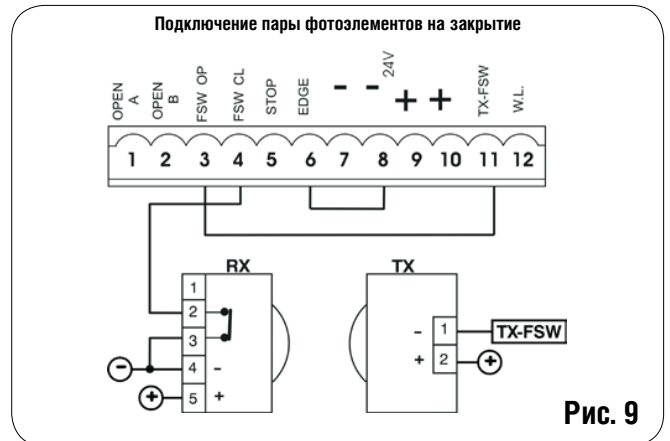 Подключение пары фотоэлементов на закрытие
OPEN A
OPEN B
FSW OP
FSW CL
STOP
EDGE
-
-
24V
+
+
TX-FSW
W.L.
1 2 3 4 5 6 7 8 9 10 11 12
RX
TX
1
2
3
4 -
5 +
-
+
- 1
+ 2
TX-FSW
+
Рис. 9